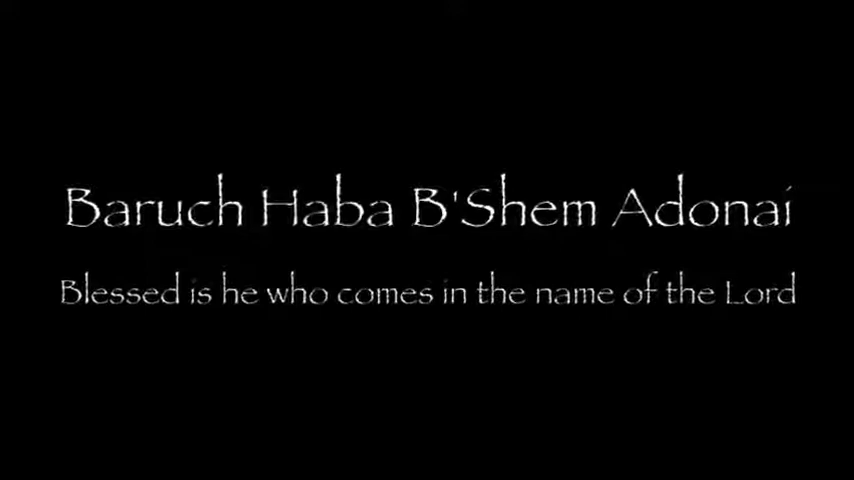 Baruch Haba B'Shem Adonai
Blessed is he who comes in the name of the Lord